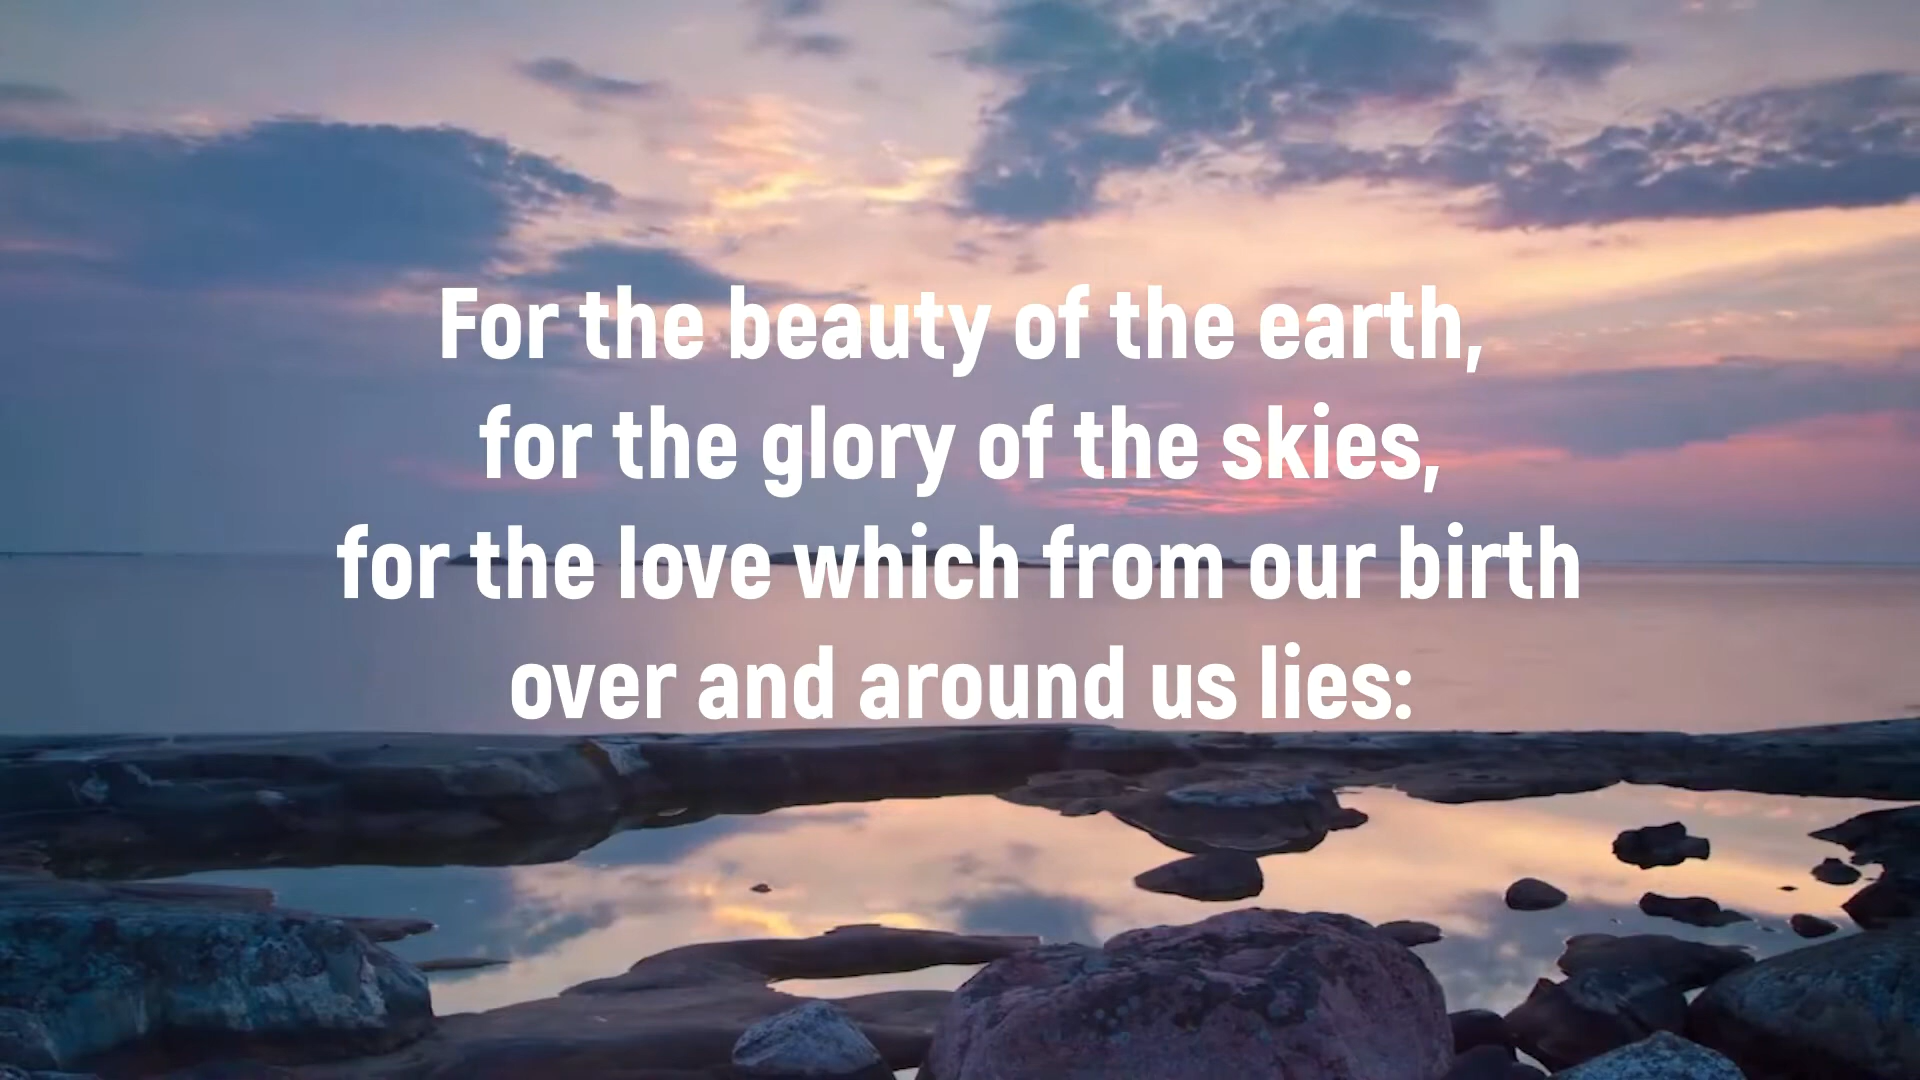 For the beauty of the earth,
for the glory of the skies,
for the love which from our birth
over and around us lies: